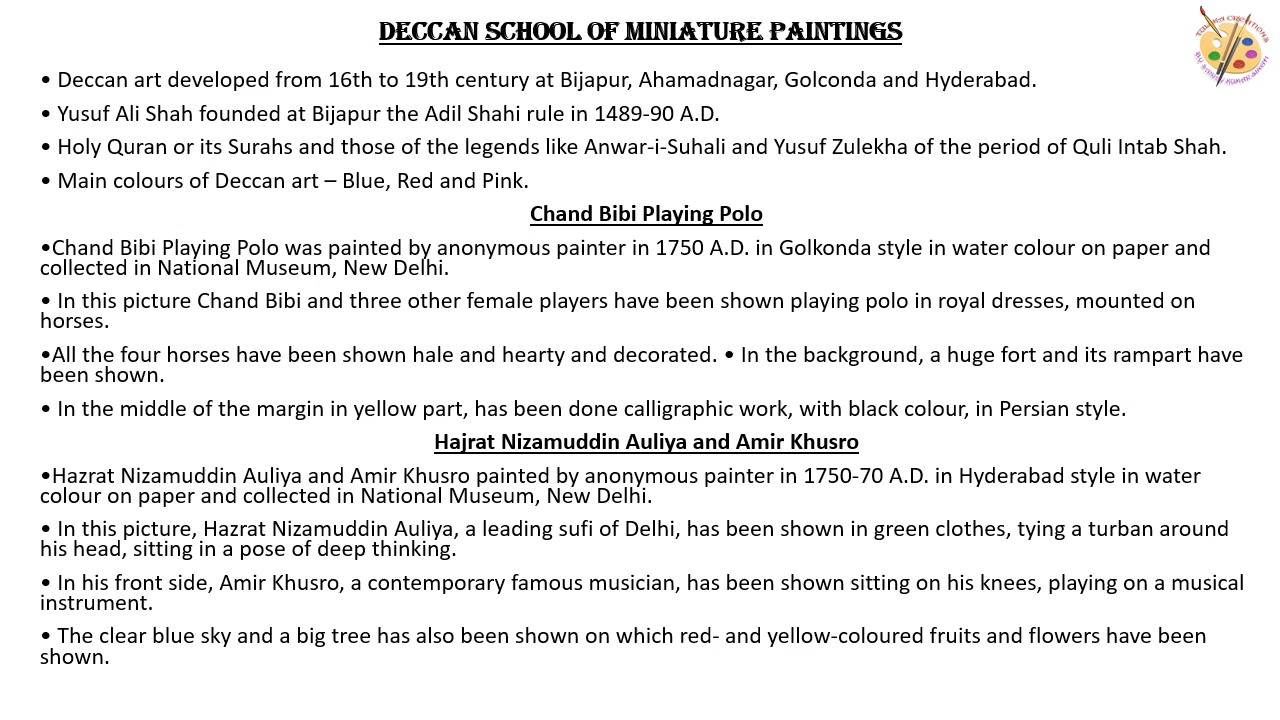 DECCAN SCHOOL OF MINIATURE PAINTINGS
• Deccan art developed from 16th to 19th century at Bijapur, Ahamadnagar, Golconda and Hyderabad.
• Yusuf Ali Shah founded at Bijapur the Adil Shahi rule in 1489-90 A.D.
• Holy Quran or its Surahs and those of the legends like Anwar-i-Suhali and Yusuf Zulekha of the period of Quli Intab Shah.
• Main colours of Deccan art – Blue, Red and Pink.
Chand Bibi Playing Polo
•Chand Bibi Playing Polo was painted by anonymous painter in 1750 A.D. in Golkonda style in water colour on paper and
collected in National Museum, New Delhi.
• In this picture Chand Bibi and three other female players have been shown playing polo in royal dresses, mounted on
horses.
•All the four horses have been shown hale and hearty and decorated. • In the background, a huge fort and its rampart have
been shown.
• In the middle of the margin in yellow part, has been done calligraphic work, with black colour, in Persian style.
Hajrat Nizamuddin Auliya and Amir Khusro
•Hazrat Nizamuddin Auliya and Amir Khusro painted by anonymous painter in 1750-70 A.D. in Hyderabad style in water
colour on paper and collected in National Museum, New Delhi.
• In this picture, Hazrat Nizamuddin Auliya, a leading sufi of Delhi, has been shown in green clothes, tying a turban around
his head, sitting in a pose of deep thinking.
• In his front side, Amir Khusro, a contemporary famous musician, has been shown sitting on his knees, playing on a musical
instrument.
• The clear blue sky and a big tree has also been shown on which red- and yellow-coloured fruits and flowers have been
shown.